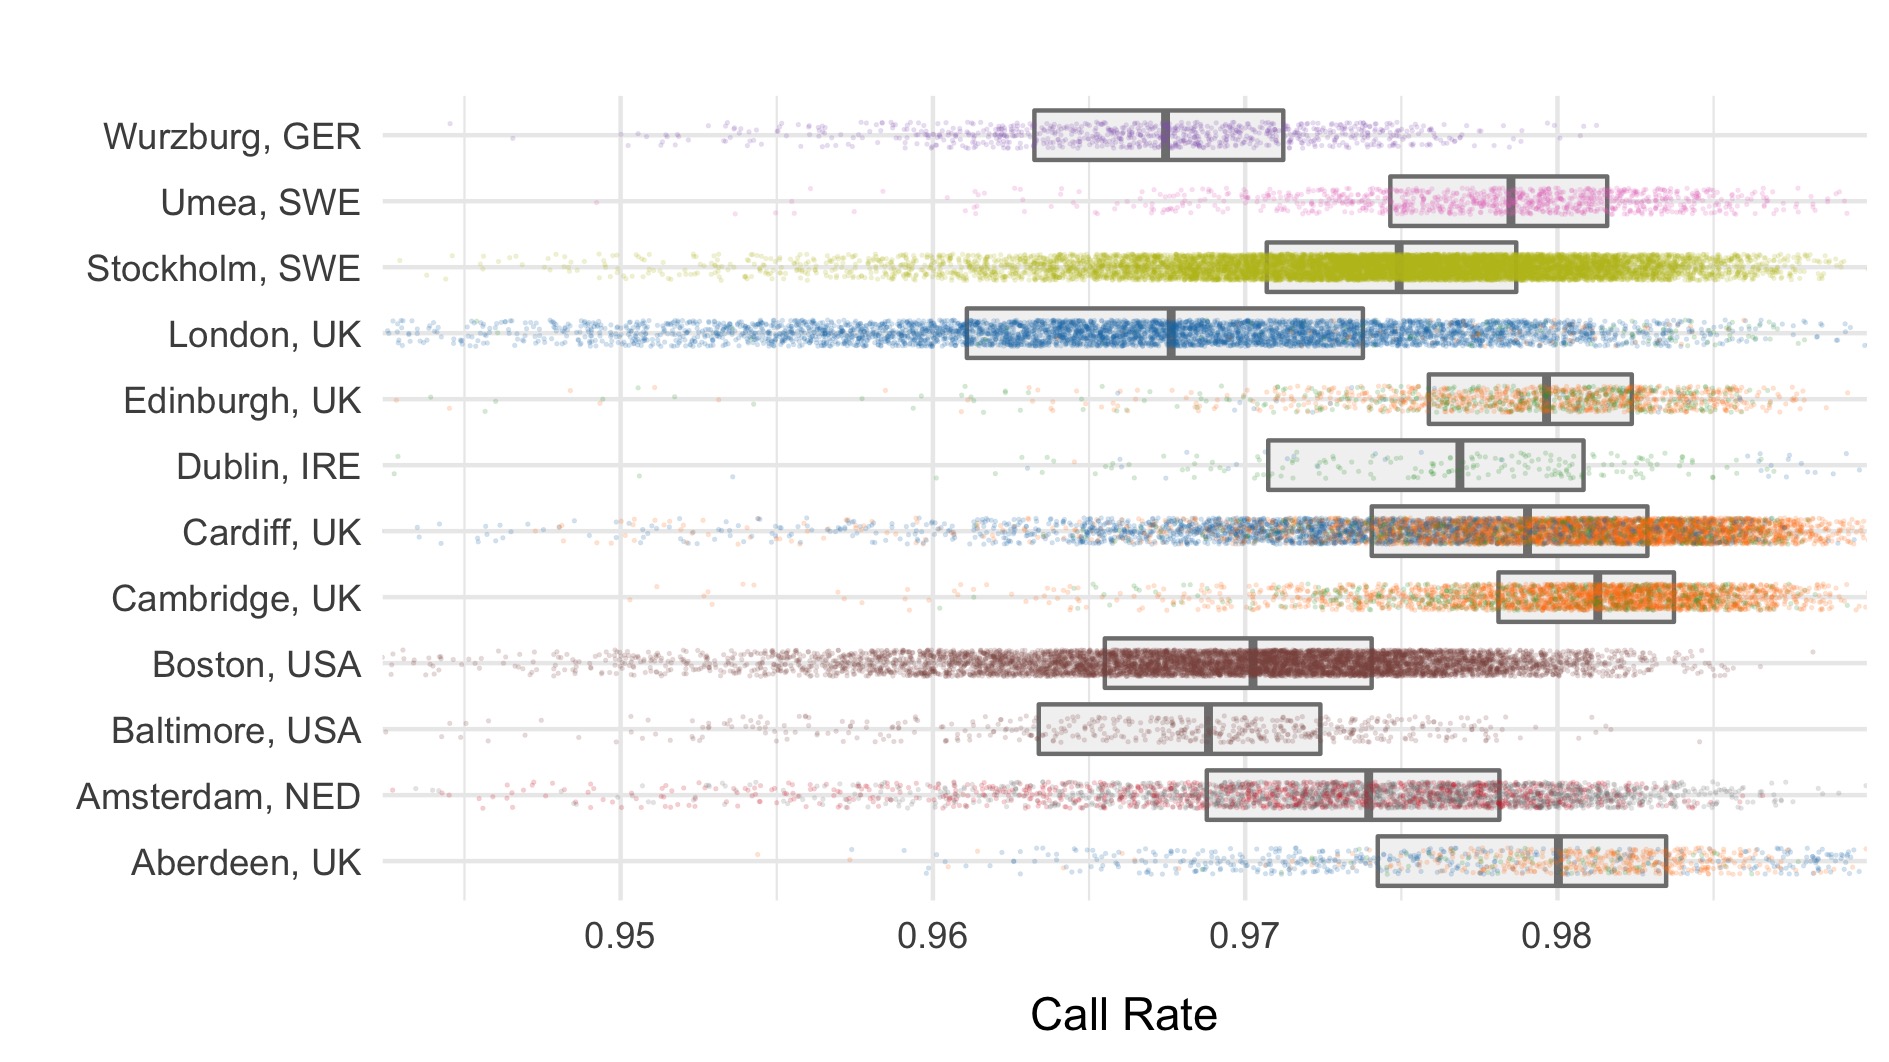 Wurzburg, GER
Umea, SWE
Stockholm, SWE
London, UK
Edinburgh, UK
Dublin, IRE
Cardiff, UK
Cambridge, UK
Boston, USA
Baltimore, USA
Amsterdam, NED
Aberdeen, UK
0.95 0.96 0.97 0.98
Call Rate